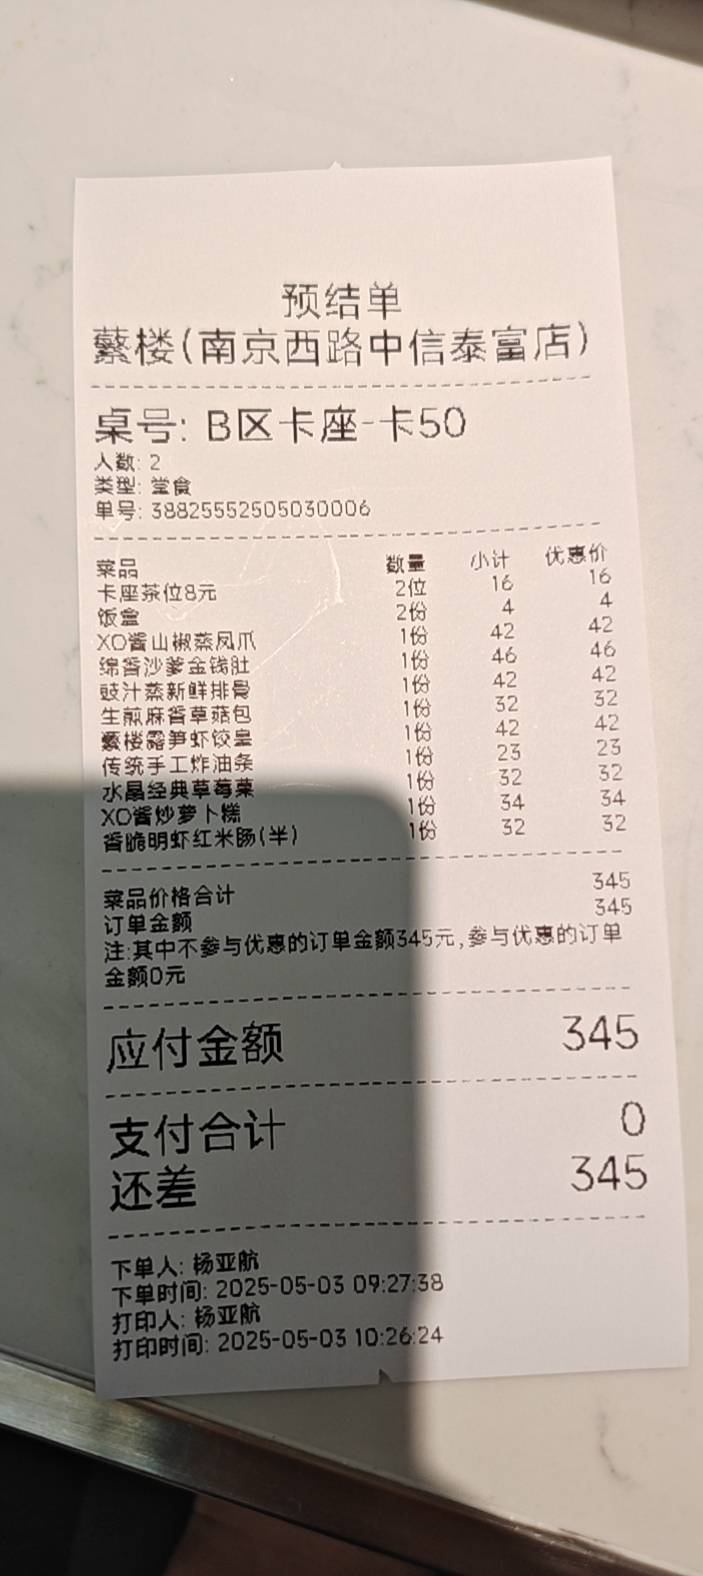 预结单
蘩楼(南京西路中信泰富店)
桌号: B区卡座-卡50
人数: 2
类型: 堂食
单号: 38825552505030006
菜品 数量 小计 优惠价
卡座茶位8元 2位 16 16
饭盒 2份 4 4
XO酱山椒蒸凤爪 1份 42 42
绵香沙爹金钱肚 1份 46 46
豉汁蒸新鲜排骨 1份 42 42
生煎麻香草菇包 1份 32 32
蘩楼露笋虾饺皇 1份 42 42
传统手工炸油条 1份 23 23
水晶经典草莓菓 1份 32 32
XO酱炒萝卜糕 1份 34 34
香脆明虾红米肠(半) 1份 32 32
菜品价格合计 345
订单金额 345
注:其中不参与优惠的订单金额345元,参与优惠的订单
金额0元
应付金额 345
支付合计 0
还差 345
下单人: 杨亚航
下单时间: 2025-05-03 09:27:38
打印人: 杨亚航
打印时间: 2025-05-03 10:26:24